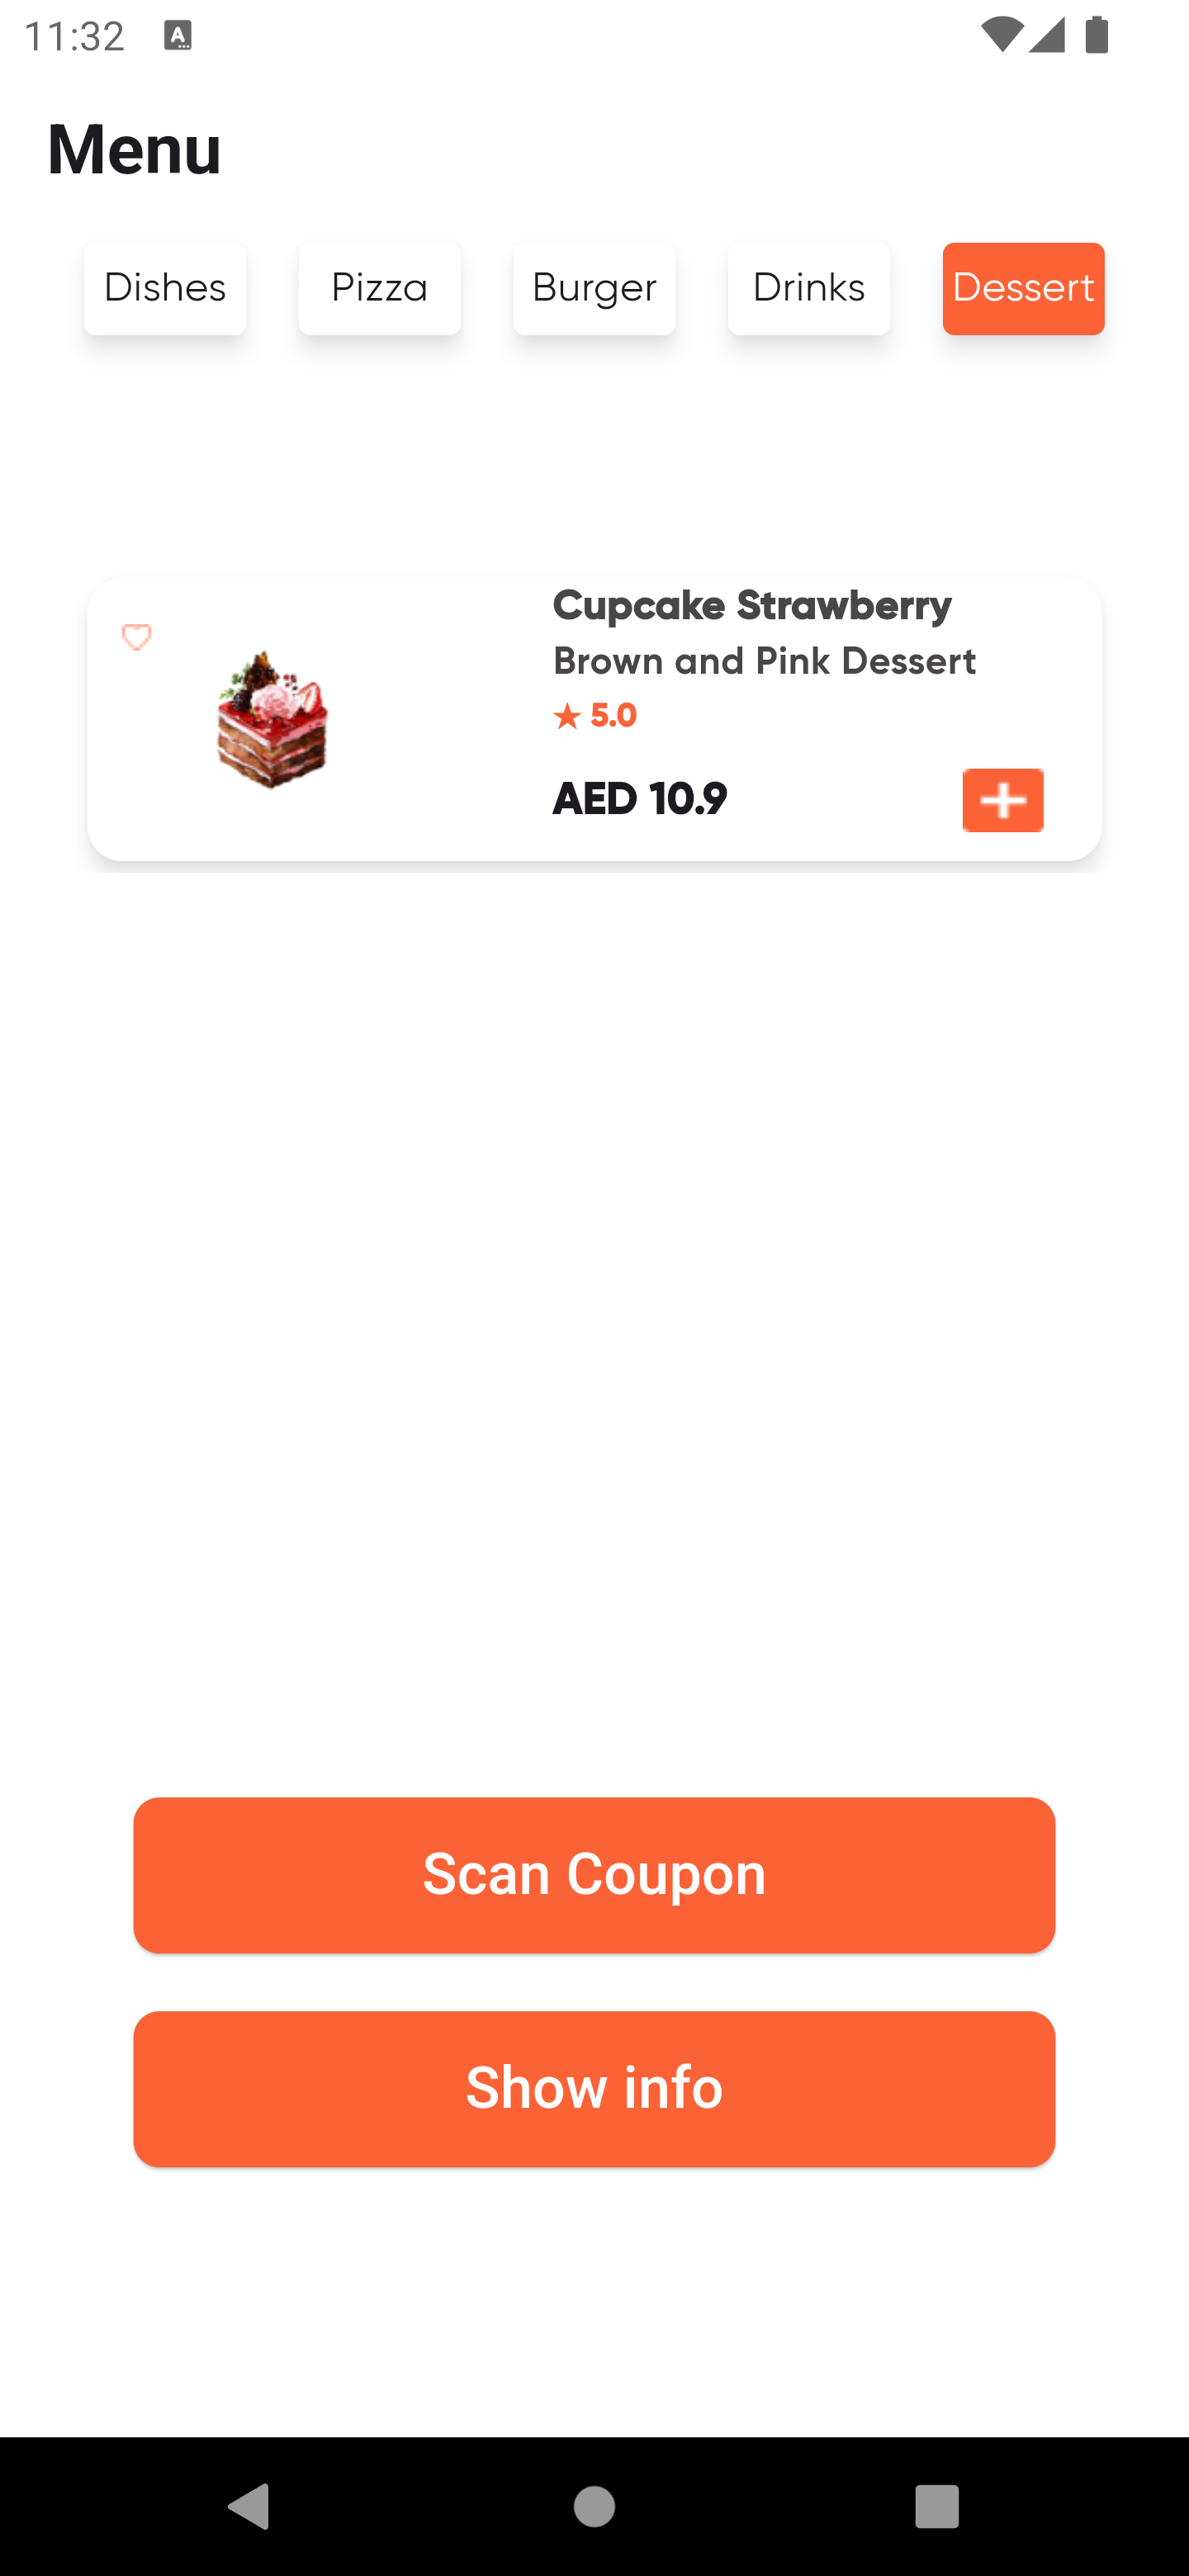 11:32
Menu
Dishes Pizza Burger Drinks Dessert
Cupcake Strawberry
Brown and Pink Dessert
★ 5.0
AED 10.9
Scan Coupon
Show info